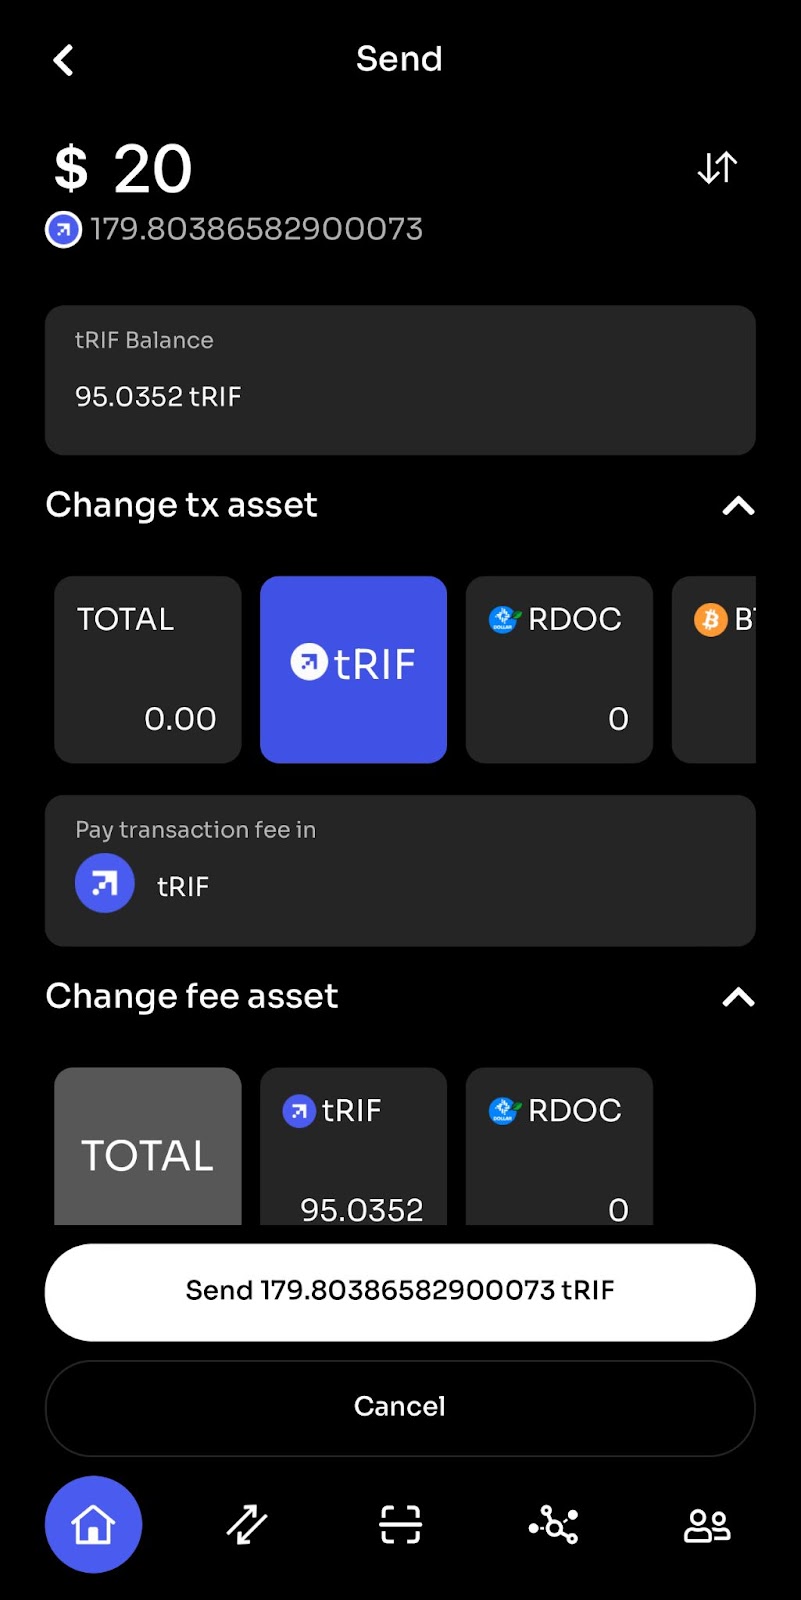 Send
$ 20
179.80386582900073
tRIF Balance
95.0352 tRIF
Change tx asset
TOTAL
0.00
tRIF
RDOC
0
Pay transaction fee in
tRIF
Change fee asset
TOTAL
tRIF
95.0352
RDOC
0
Send 179.80386582900073 tRIF
Cancel